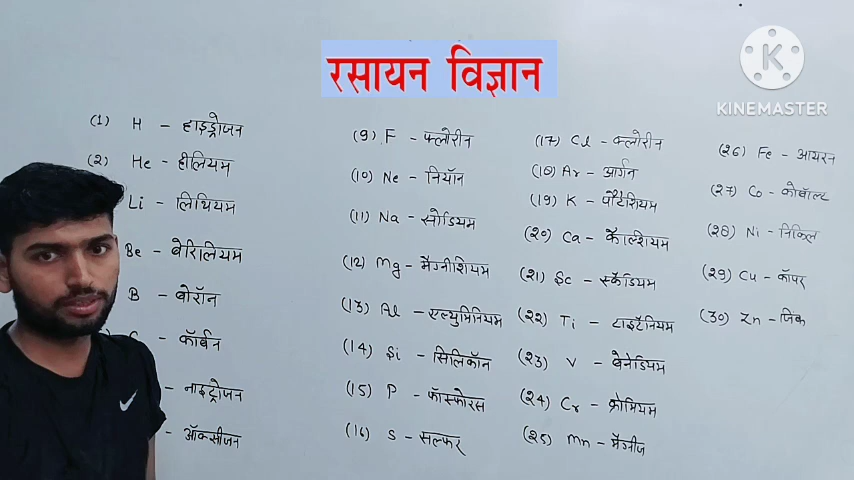 रसायन विज्ञान
K
KINEMASTER
(1) H - हाइड्रोजन
(2) He - हीलियम
Li - लिथियम
Be - बेरिलियम
B - बोरॉन
- कॉर्बन
- नाइट्रोजन
- ऑक्सीजन
(9) F - फ्लोरीन
(10) Ne - नियॉन
(11) Na - सोडियम
(12) Mg - मैग्नीशियम
(13) Al - एल्युमिनियम
(14) Si - सिलिकॉन
(15) P - फॉस्फोरस
(16) S - सल्फर
(17) Cl - क्लोरीन
(18) Ar - आर्गन
(19) K - पोटैशियम
(20) Ca - कैल्शियम
(21) Sc - स्कैंडियम
(22) Ti - टाइटैनियम
(23) V - वेनेडियम
(24) Cr - क्रोमियम
(25) Mn - मैंगनीज
(26) Fe - आयरन
(27) Co - कोबॉल्ट
(28) Ni - निकिल
(29) Cu - कॉपर
(30) Zn - जिंक